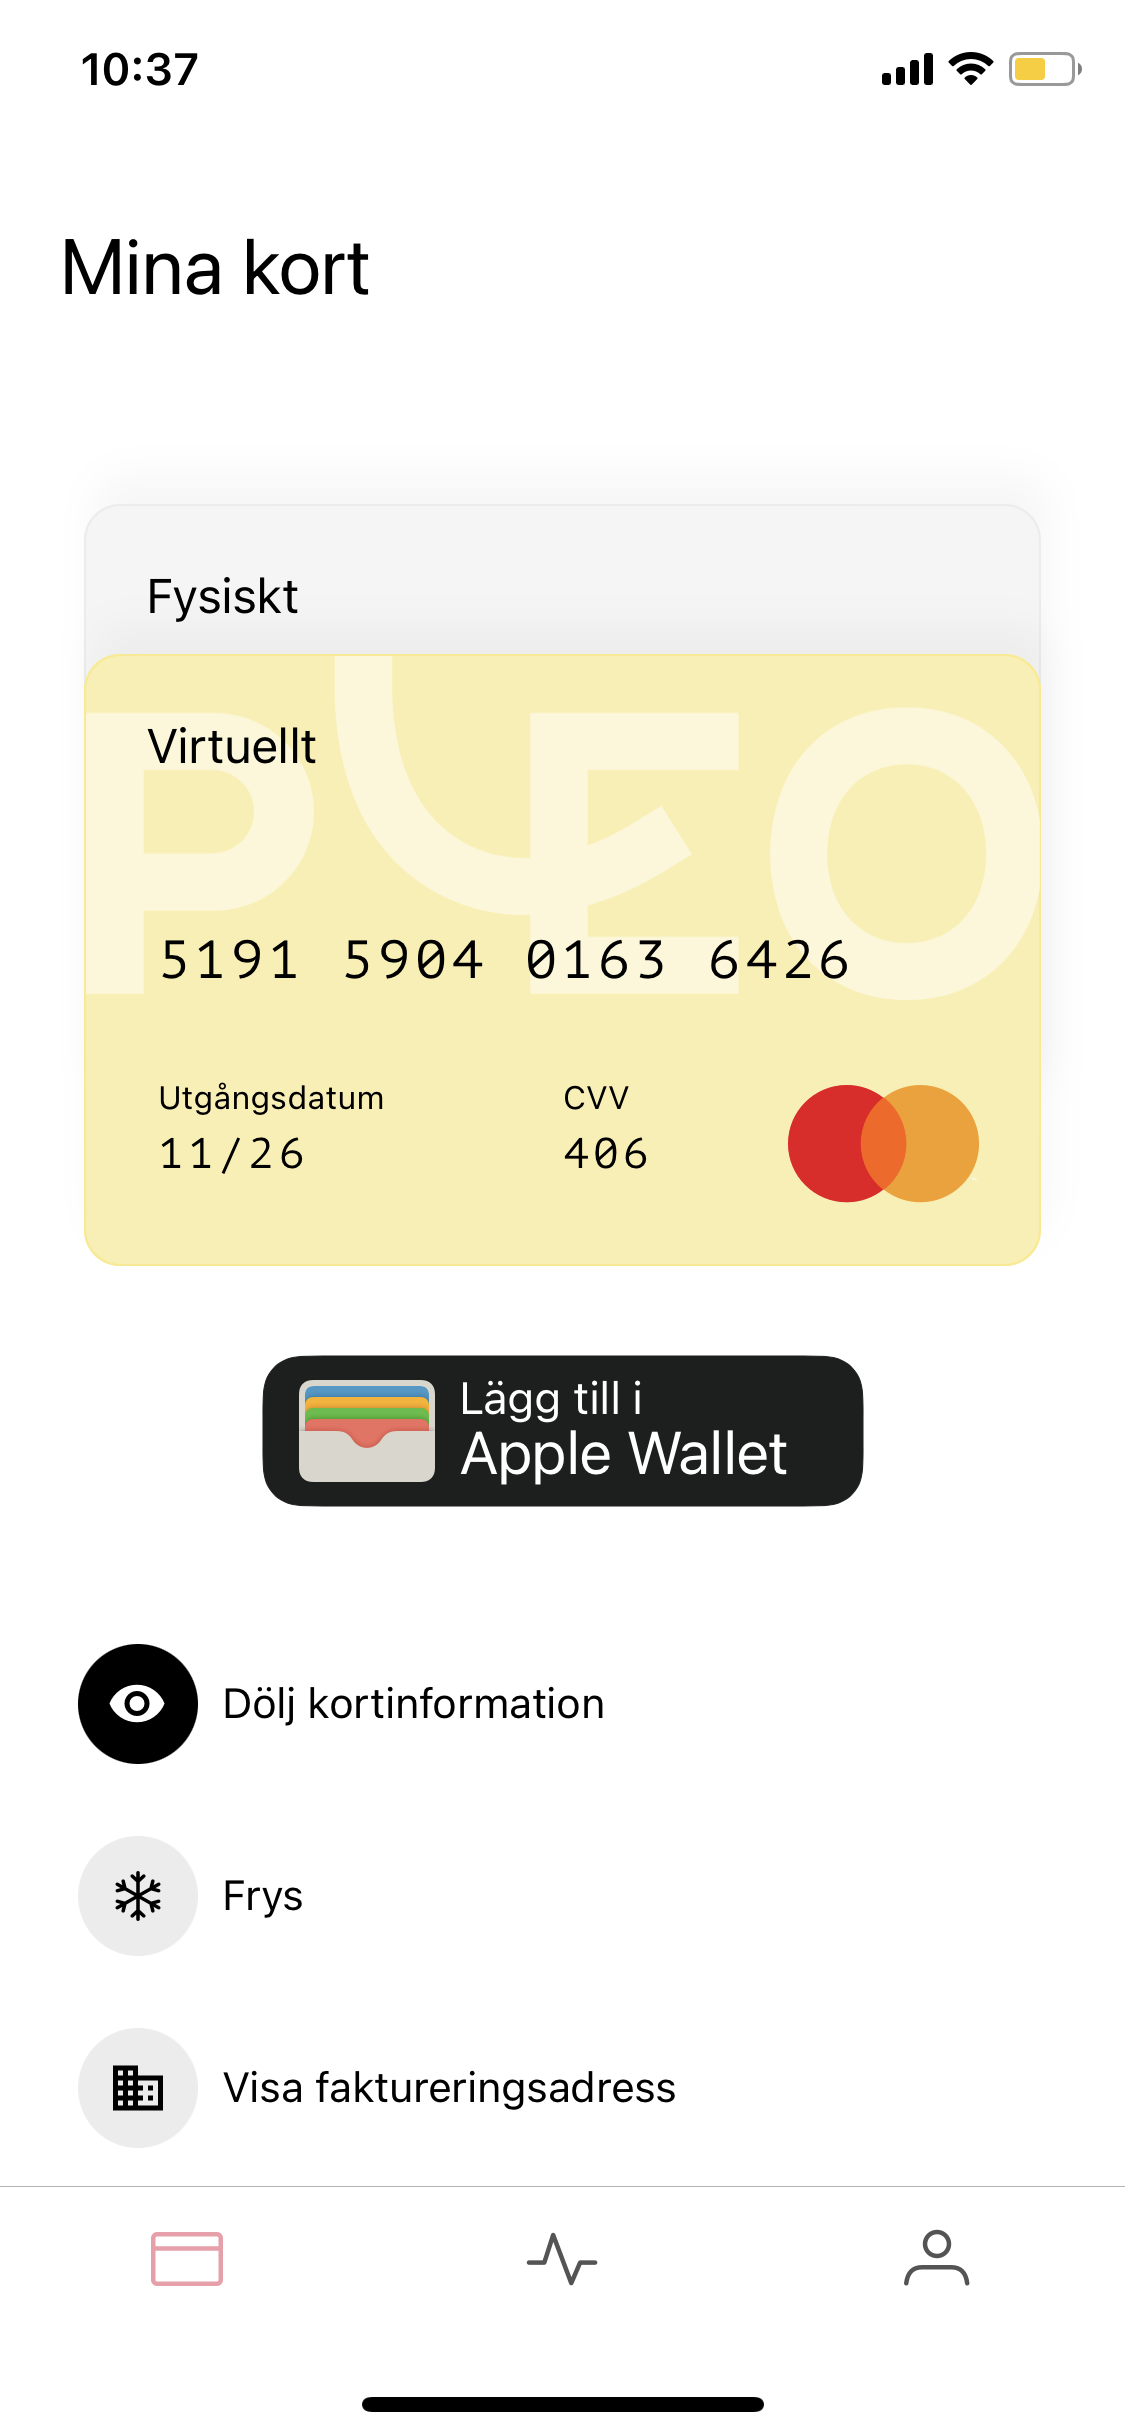 10:37
Mina kort
Fysiskt
PLEO
Virtuellt
5191 5904 0163 6426
Utgångsdatum CVV
11/26 406
Lägg till i
Apple Wallet
Dölj kortinformation
Frys
Visa faktureringsadress